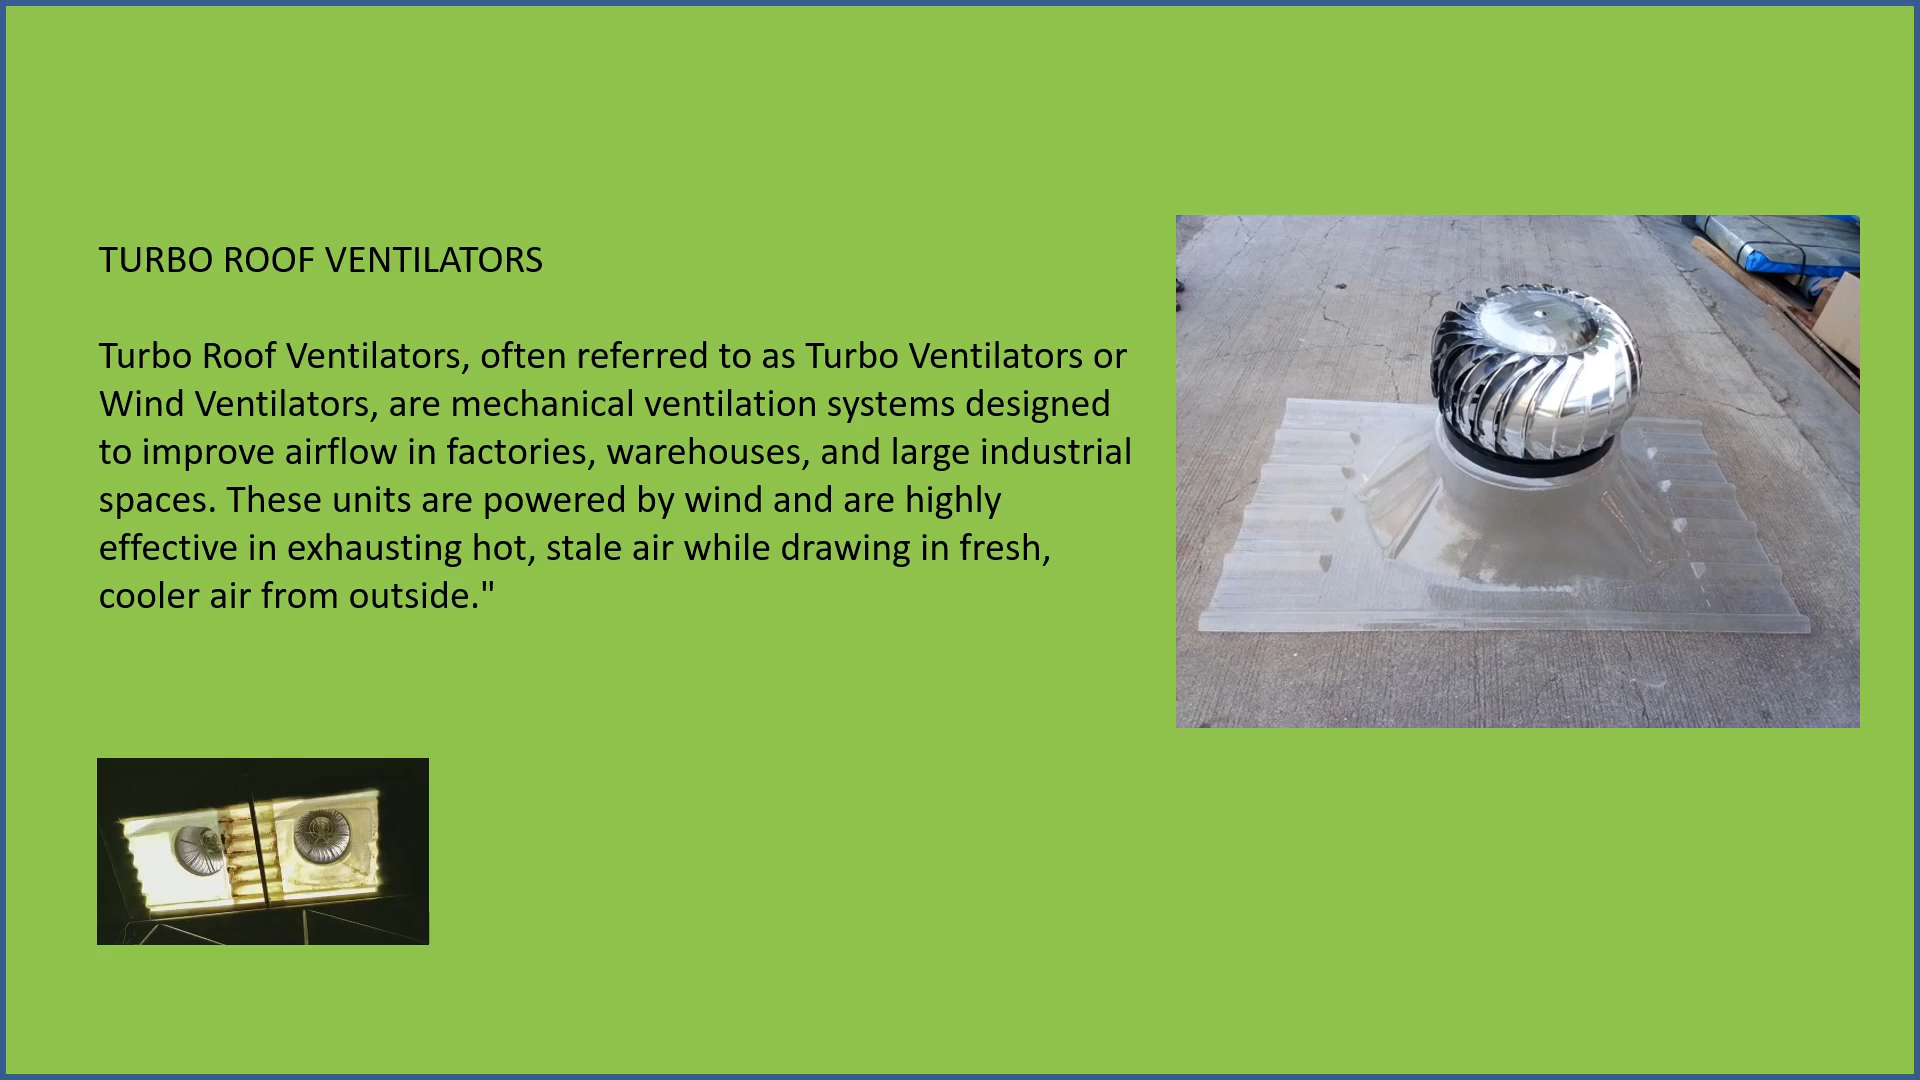 TURBO ROOF VENTILATORS
Turbo Roof Ventilators, often referred to as Turbo Ventilators or
Wind Ventilators, are mechanical ventilation systems designed
to improve airflow in factories, warehouses, and large industrial
spaces. These units are powered by wind and are highly
effective in exhausting hot, stale air while drawing in fresh,
cooler air from outside."